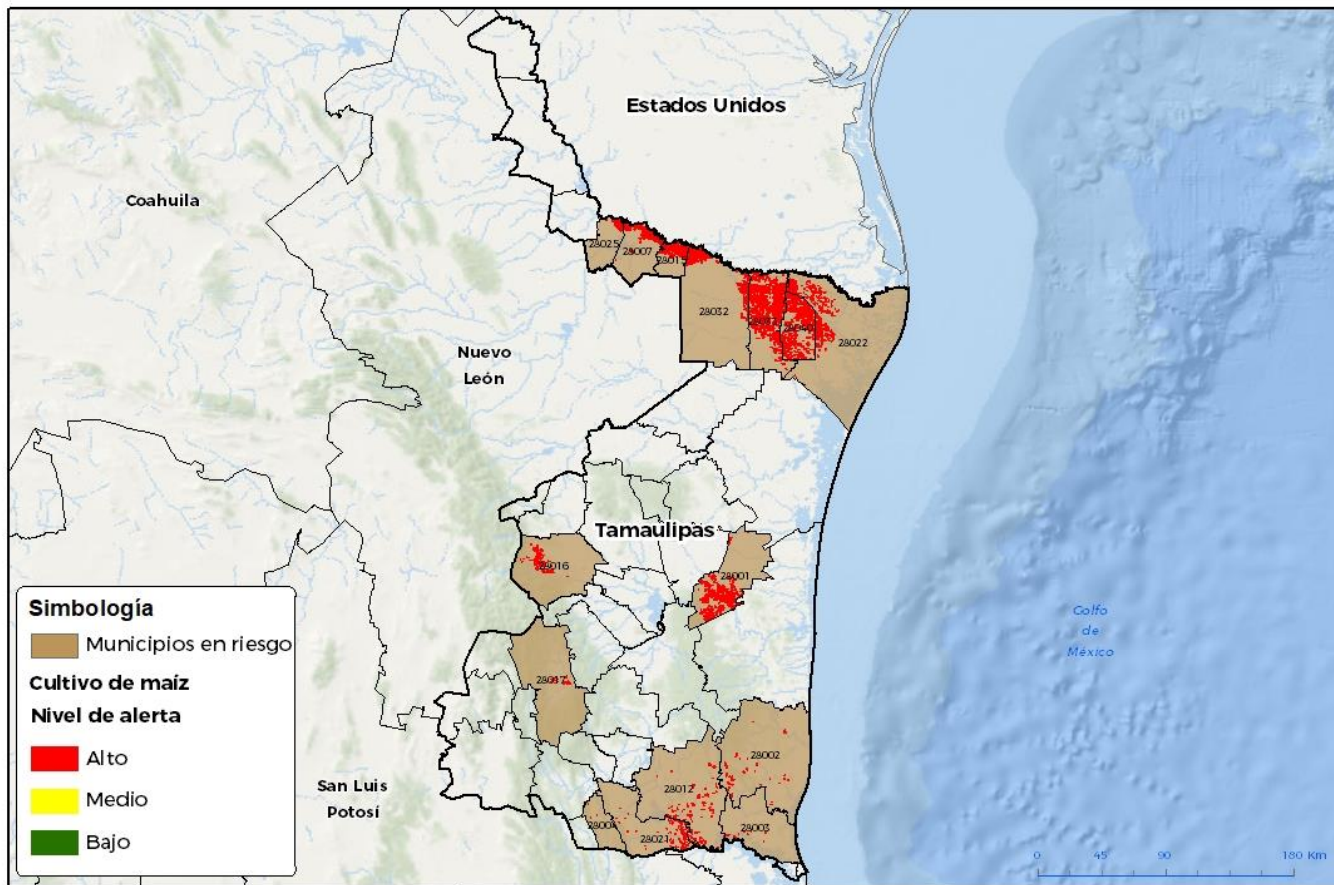 Estados Unidos
Coahuila
28025
28007
2801
28032
28022
Nuevo
León
Tamaulipas
28016
28001
Simbología
Municipios en riesgo
Cultivo de maíz
Nivel de alerta
Alto
Medio
Bajo
Golfo
de
México
28017
28002
28012
28003
28021
San Luis
Potosí
0 45 90 180 Km